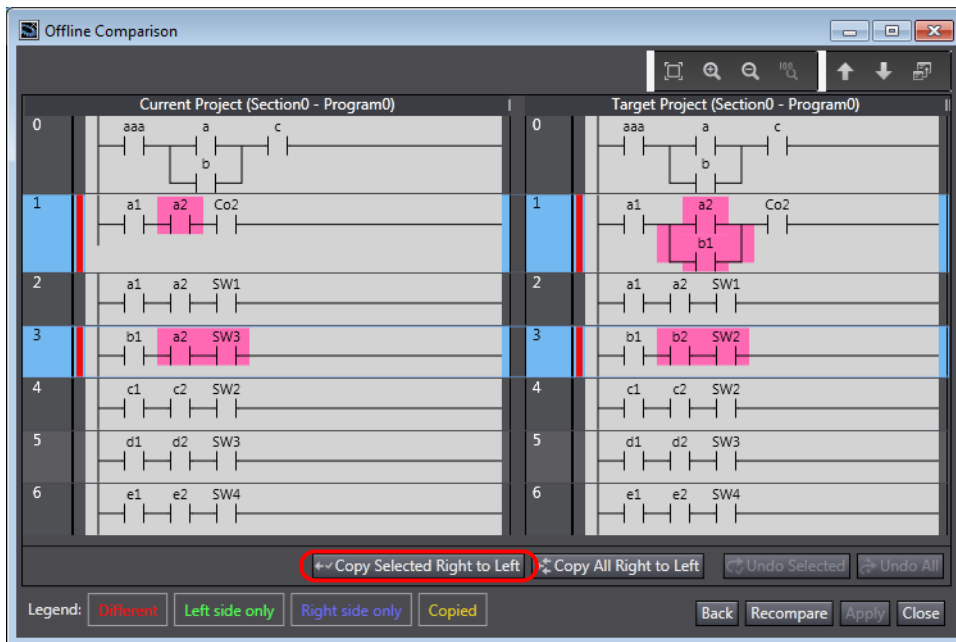 Offline Comparison
100
Current Project (Section0 - Program0)
Target Project (Section0 - Program0)
0
aaa a c
b
0
aaa a c
b
1
a1 a2 Co2
1
a1 a2 Co2
b1
2
a1 a2 SW1
2
a1 a2 SW1
3
b1 a2 SW3
3
b1 b2 SW2
4
c1 c2 SW2
4
c1 c2 SW2
5
d1 d2 SW3
5
d1 d2 SW3
6
e1 e2 SW4
6
e1 e2 SW4
Copy Selected Right to Left
Copy All Right to Left
Undo Selected
Undo All
Legend: Different Left side only Right side only Copied
Back Recompare Apply Close